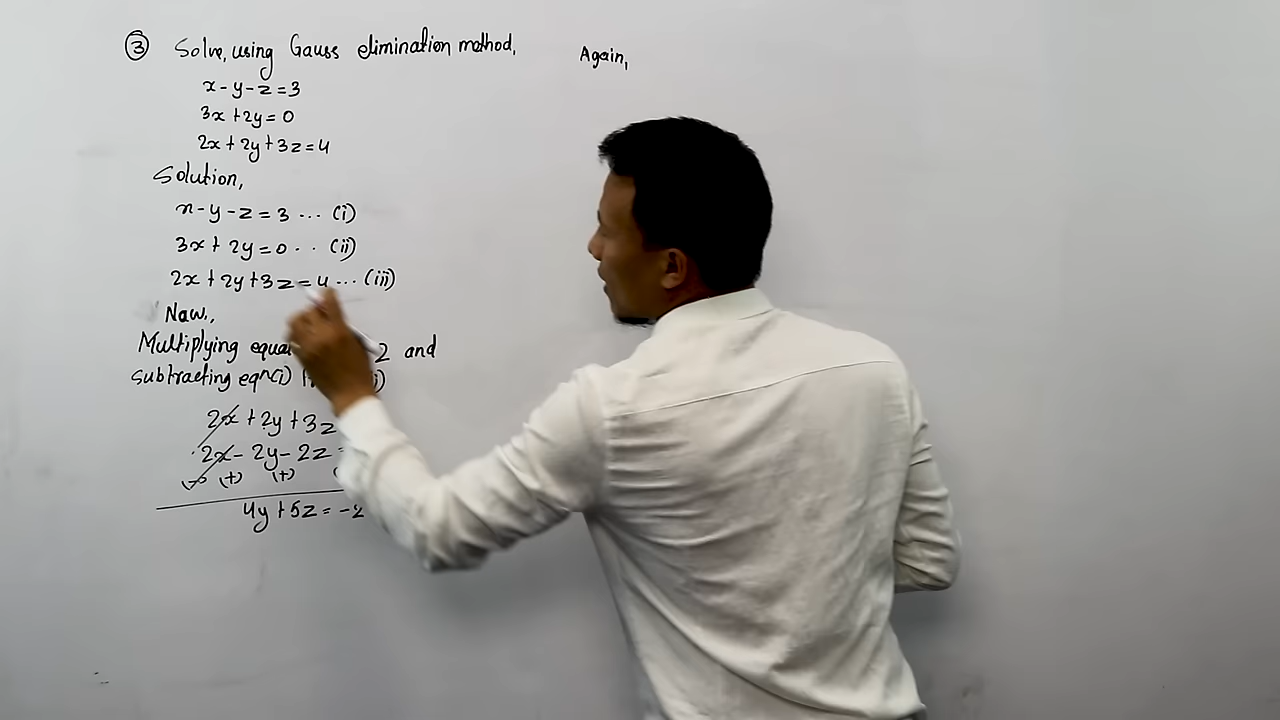 ③ Solve, using Gauss elimination method,
x - y - z = 3
3x + 2y = 0
2x + 2y + 3z = 4
Solution,
x - y - z = 3 ... (i)
3x + 2y = 0 .. (ii)
2x + 2y + 3z = 4 ... (iii)
Now.,
Multiplying 2 and
subtracting eqn(i)
2x + 2y + 3z
2x - 2y - 2z =
(-) (+) (+)
4y + 5z = -2
Again,